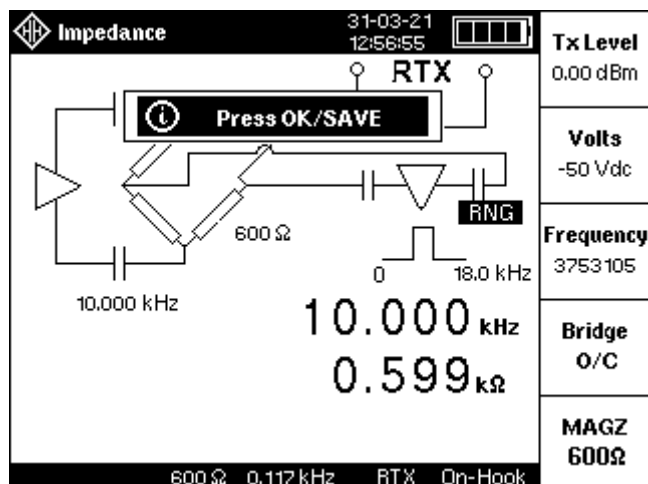 Impedance
31-03-21
12:56:55
RTX
Press OK/SAVE
600 Ω
RNG
0
18.0 kHz
10.000 kHz
10.000 kHz
0.599 kΩ
600 Ω 0.117 kHz RTX On-Hook
Tx Level
0.00 dBm
Volts
-50 Vdc
Frequency
3753105
Bridge
O/C
MAGZ
600Ω